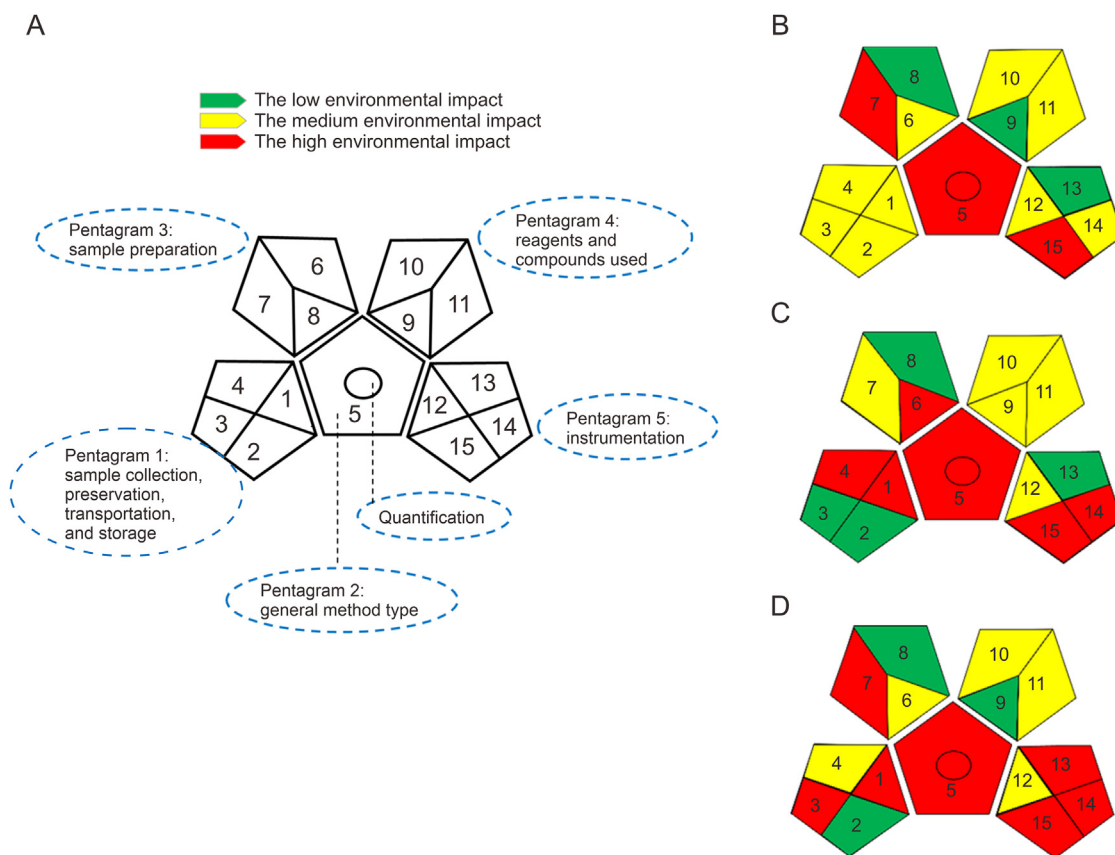 A
The low environmental impact
The medium environmental impact
The high environmental impact
Pentagram 3:
sample preparation
Pentagram 4:
reagents and
compounds used
6
7
8
10
11
9
4
1
3
2
5
13
12
14
15
Pentagram 5:
instrumentation
Pentagram 1:
sample collection,
preservation,
transportation,
and storage
Quantification
Pentagram 2:
general method type
B
8
7
6
10
11
9
4
1
3
2
5
13
12
14
15
C
8
7
6
10
11
9
4
1
3
2
5
13
12
14
15
D
8
7
6
10
11
9
4
1
3
2
5
13
12
14
15